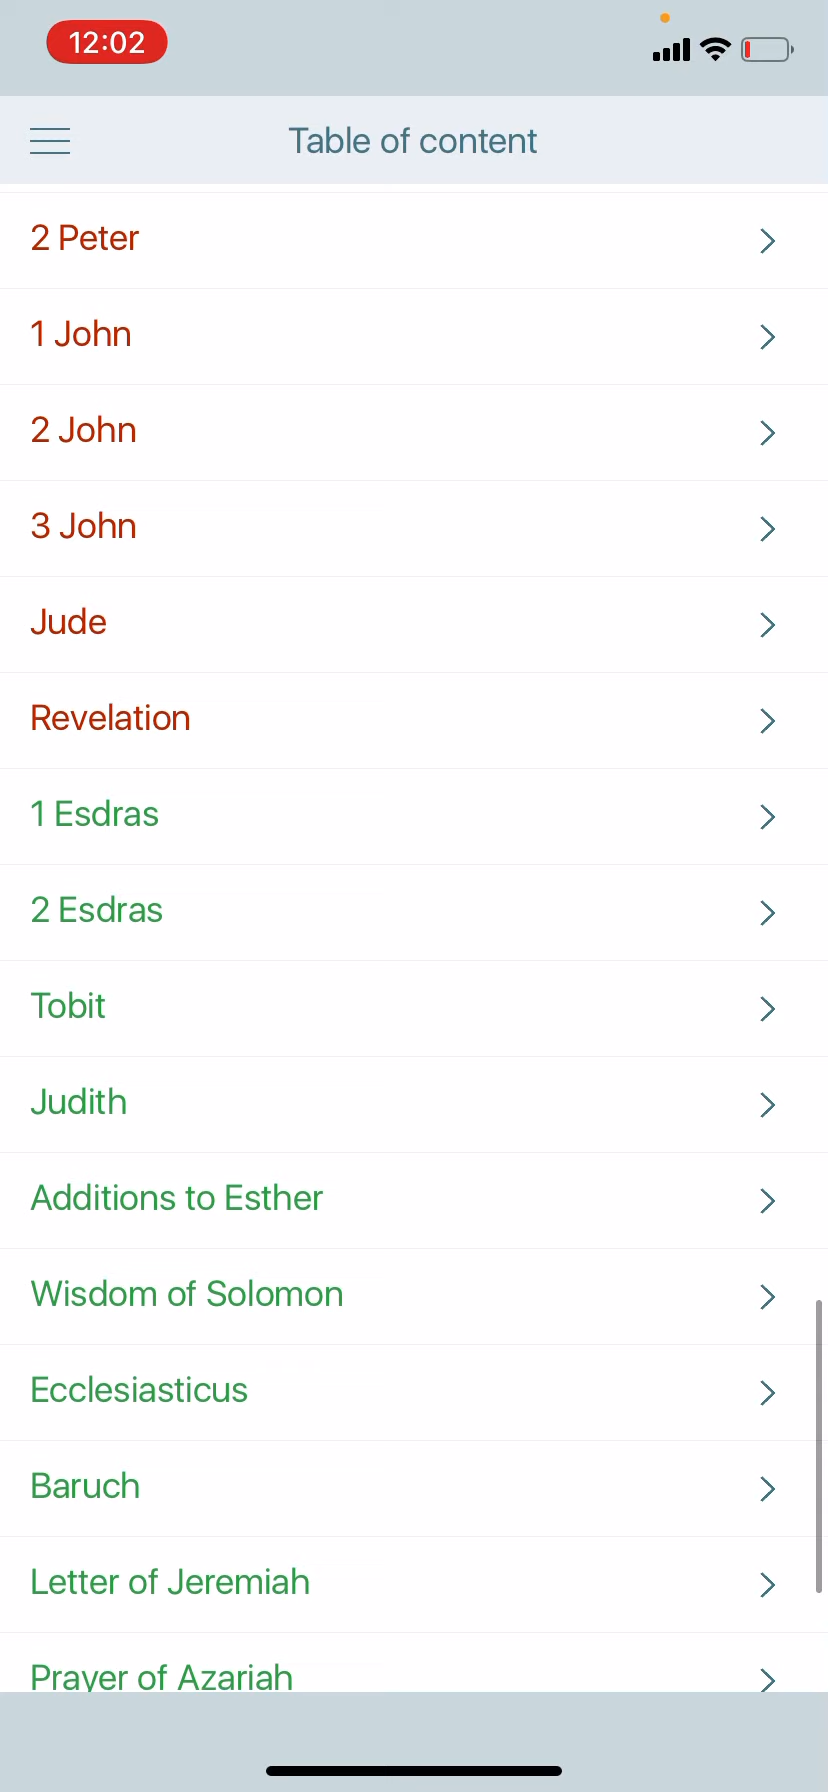 12:02
Table of content
2 Peter
1 John
2 John
3 John
Jude
Revelation
1 Esdras
2 Esdras
Tobit
Judith
Additions to Esther
Wisdom of Solomon
Ecclesiasticus
Baruch
Letter of Jeremiah
Prayer of Azariah